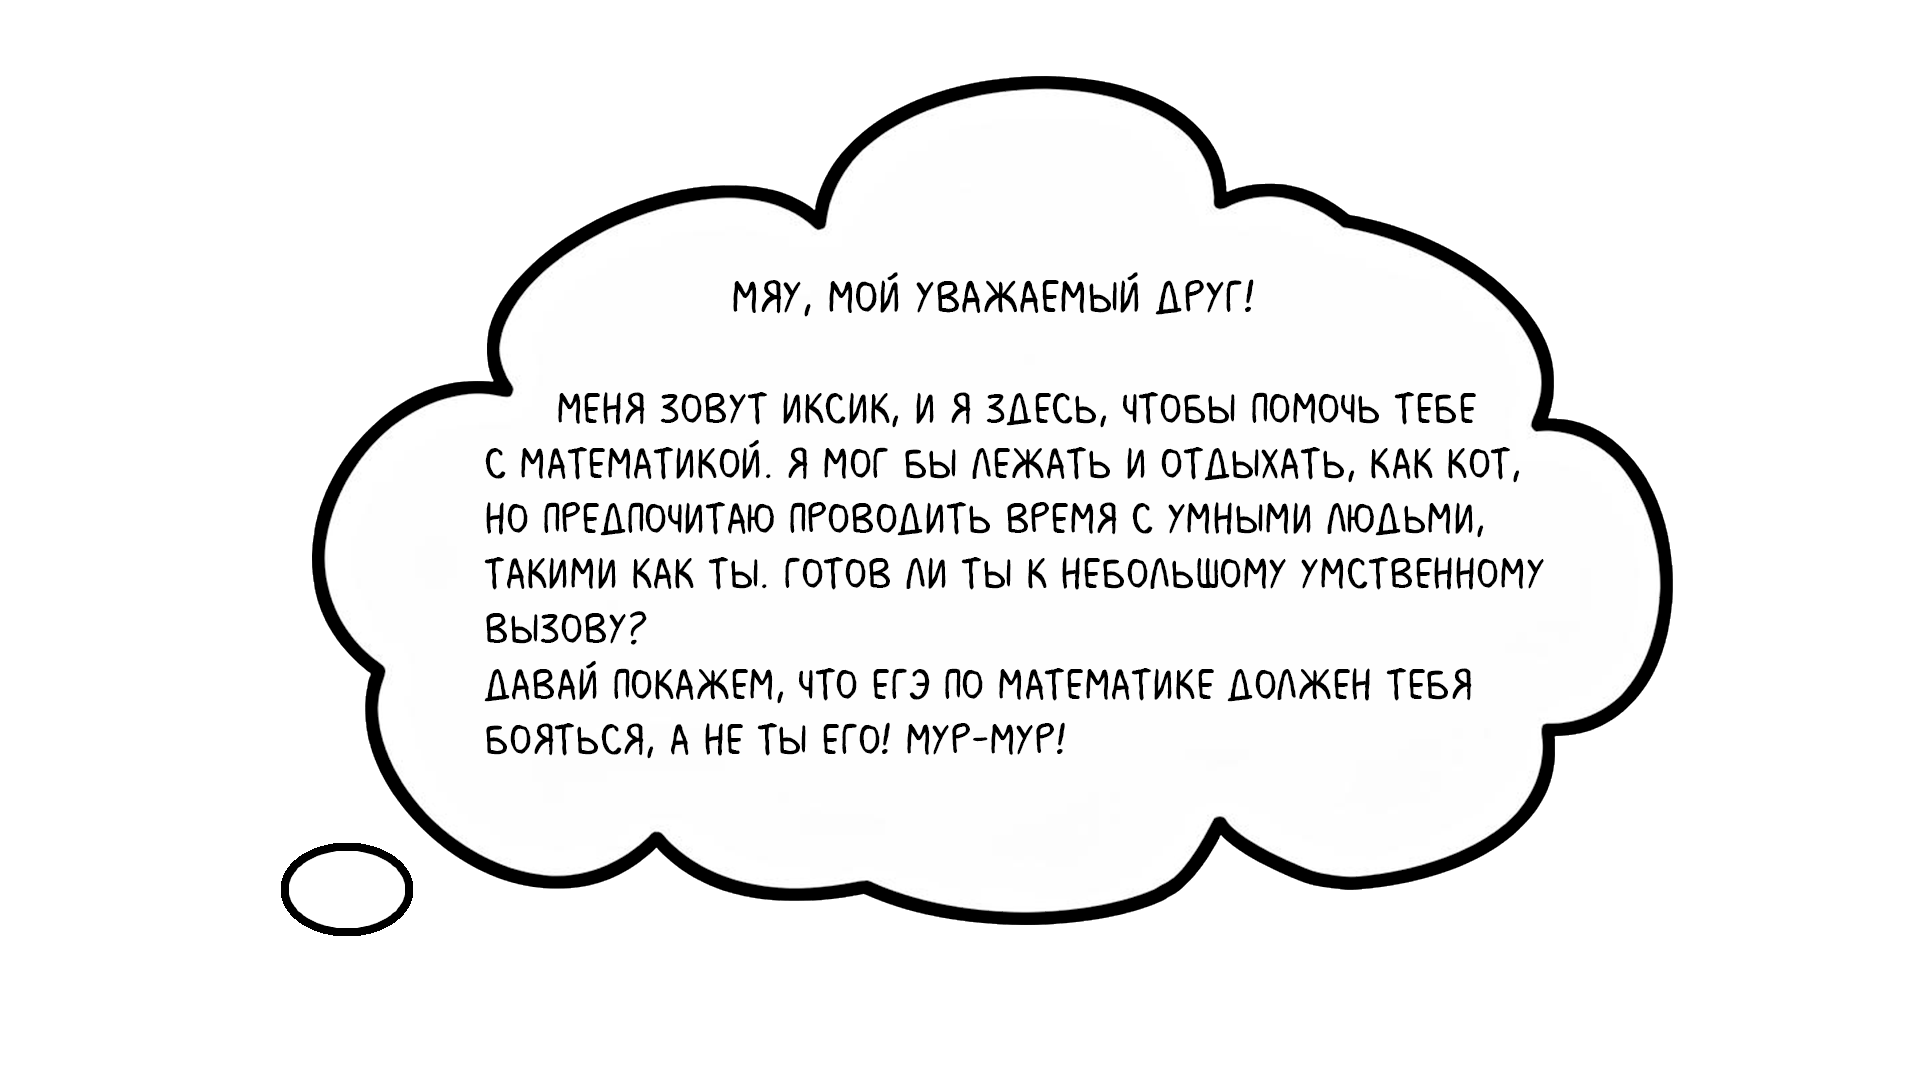 МЯУ, МОЙ УВАЖАЕМЫЙ ДРУГ!
МЕНЯ ЗОВУТ ИКСИК, И Я ЗДЕСЬ, ЧТОБЫ ПОМОЧЬ ТЕБЕ
С МАТЕМАТИКОЙ. Я МОГ БЫ ЛЕЖАТЬ И ОТДЫХАТЬ, КАК КОТ,
НО ПРЕДПОЧИТАЮ ПРОВОДИТЬ ВРЕМЯ С УМНЫМИ ЛЮДЬМИ,
ТАКИМИ КАК ТЫ. ГОТОВ ЛИ ТЫ К НЕБОЛЬШОМУ УМСТВЕННОМУ
ВЫЗОВУ?
ДАВАЙ ПОКАЖЕМ, ЧТО ЕГЭ ПО МАТЕМАТИКЕ ДОЛЖЕН ТЕБЯ
БОЯТЬСЯ, А НЕ ТЫ ЕГО! МУР-МУР!